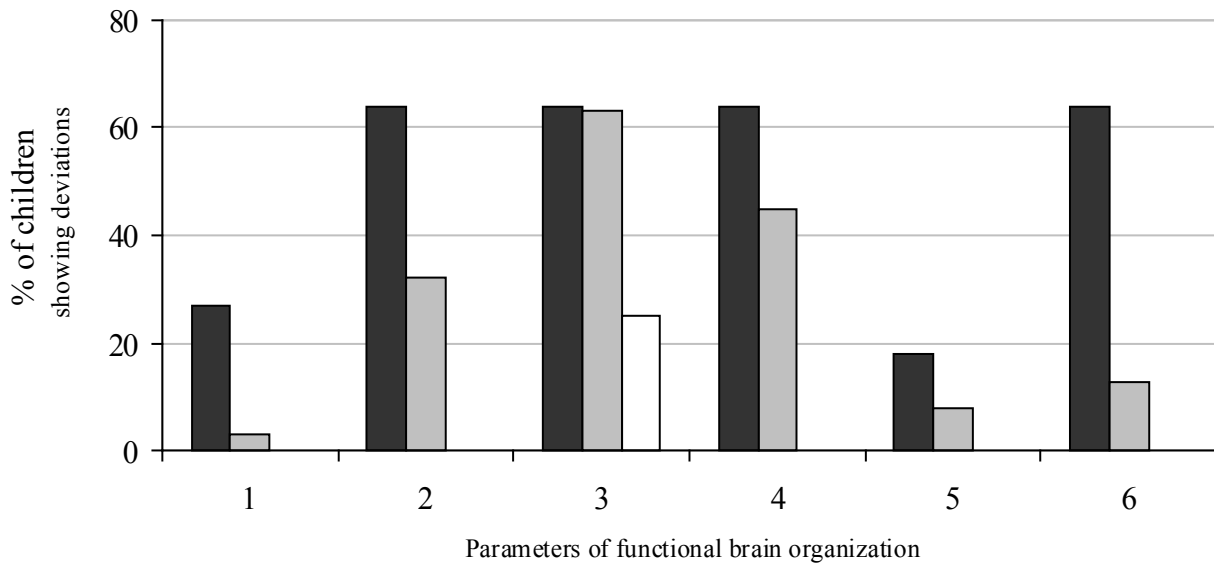 80
60
40
20
0
% of children
showing deviations
1 2 3 4 5 6
Parameters of functional brain organization